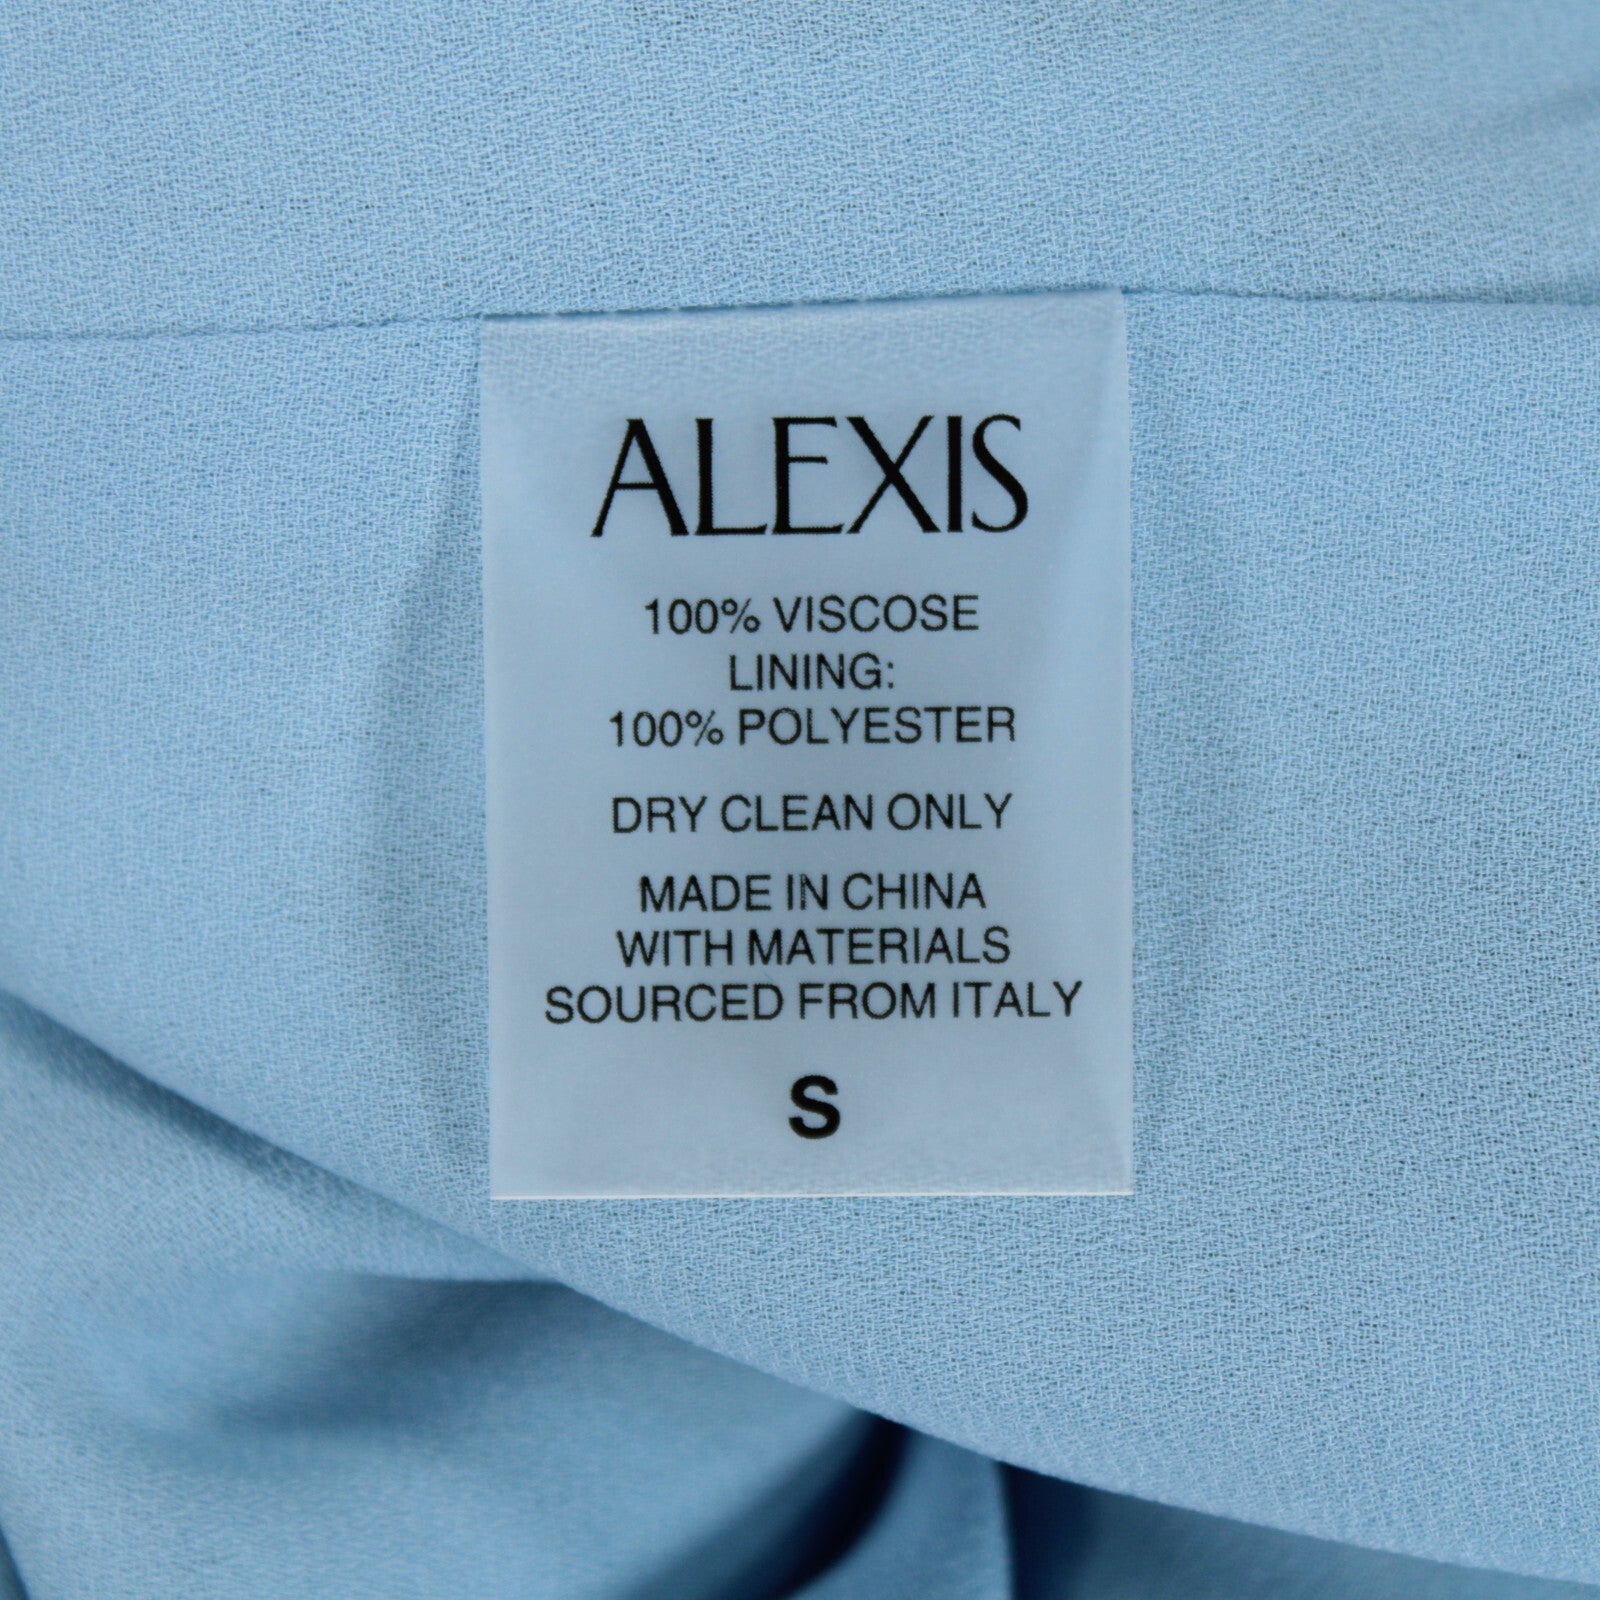 ALEXIS
100% VISCOSE
LINING:
100% POLYESTER
DRY CLEAN ONLY
MADE IN CHINA
WITH MATERIALS
SOURCED FROM ITALY
S